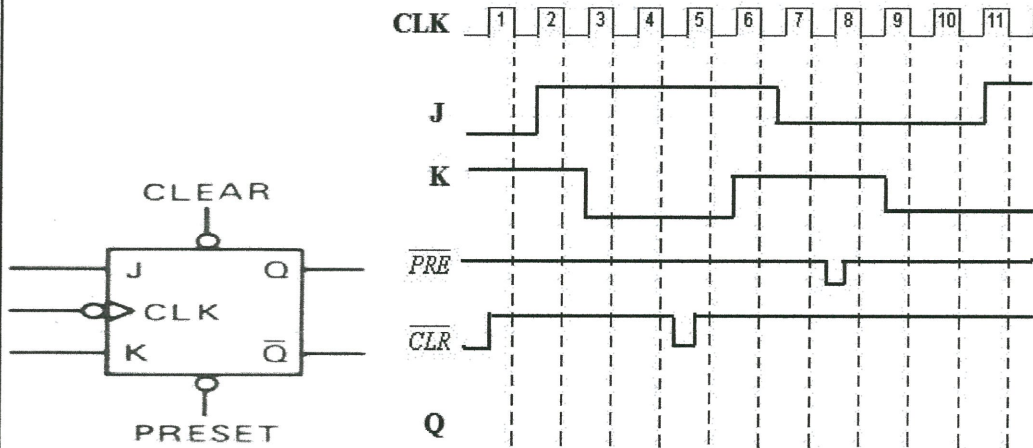 CLK 1 2 3 4 5 6 7 8 9 10 11
J
K
PRE
CLR
Q
CLEAR
J Q
CLK
K Q
PRESET